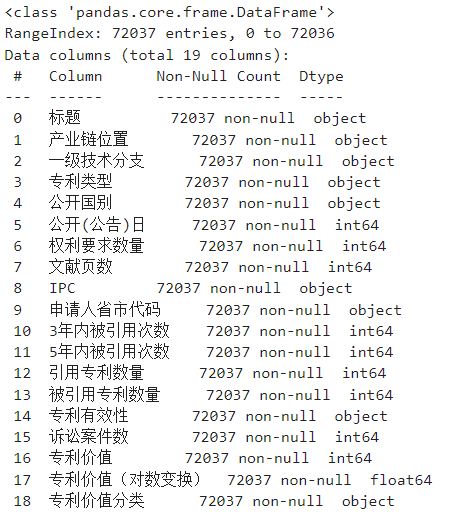 <class 'pandas.core.frame.DataFrame'>
RangeIndex: 72037 entries, 0 to 72036
Data columns (total 19 columns):
 #   Column      Non-Null Count  Dtype
---  ------      --------------  -----
 0   标题          72037 non-null  object
 1   产业链位置       72037 non-null  object
 2   一级技术分支      72037 non-null  object
 3   专利类型        72037 non-null  object
 4   公开国别        72037 non-null  object
 5   公开(公告)日     72037 non-null  int64
 6   权利要求数量      72037 non-null  int64
 7   文献页数        72037 non-null  int64
 8   IPC         72037 non-null  object
 9   申请人省市代码     72037 non-null  object
 10  3年内被引用次数    72037 non-null  int64
 11  5年内被引用次数    72037 non-null  int64
 12  引用专利数量      72037 non-null  int64
 13  被引用专利数量     72037 non-null  int64
 14  专利有效性       72037 non-null  object
 15  诉讼案件数       72037 non-null  int64
 16  专利价值        72037 non-null  int64
 17  专利价值（对数变换）  72037 non-null  float64
 18  专利价值分类      72037 non-null  object